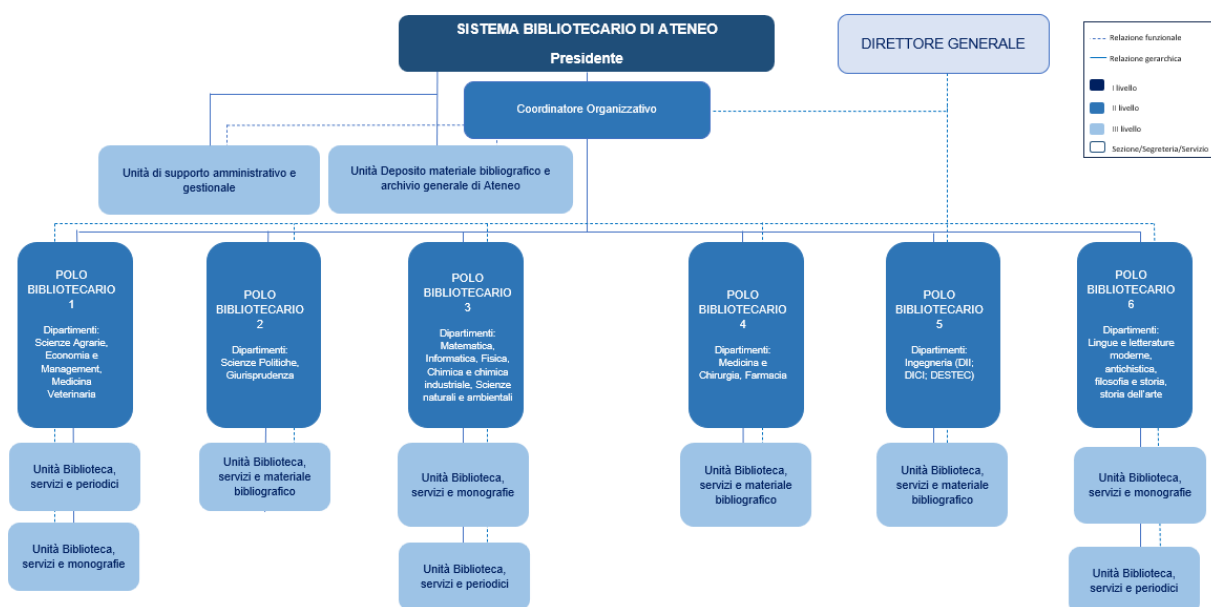 SISTEMA BIBLIOTECARIO DI ATENEO
Presidente
DIRETTORE GENERALE
Relazione funzionale
Relazione gerarchica
I livello
II livello
III livello
Sezione/Segreteria/Servizio
Coordinatore Organizzativo
Unità di supporto amministrativo e
gestionale
Unità Deposito materiale bibliografico e
archivio generale di Ateneo
POLO
BIBLIOTECARIO
1
Dipartimenti:
Scienze Agrarie,
Economia e
Management,
Medicina
Veterinaria
POLO
BIBLIOTECARIO
2
Dipartimenti:
Scienze Politiche,
Giurisprudenza
POLO
BIBLIOTECARIO
3
Dipartimenti:
Matematica,
Informatica, Fisica,
Chimica e chimica
industriale, Scienze
naturali e ambientali
POLO
BIBLIOTECARIO
4
Dipartimenti:
Medicina e
Chirurgia, Farmacia
POLO
BIBLIOTECARIO
5
Dipartimenti:
Ingegneria (DII;
DICI; DESTEC)
POLO
BIBLIOTECARIO
6
Dipartimenti:
Lingue e letterature
moderne,
antichistica,
filosofia e storia,
storia dell'arte
Unità Biblioteca,
servizi e periodici
Unità Biblioteca,
servizi e monografie
Unità Biblioteca,
servizi e materiale
bibliografico
Unità Biblioteca,
servizi e monografie
Unità Biblioteca,
servizi e periodici
Unità Biblioteca,
servizi e materiale
bibliografico
Unità Biblioteca,
servizi e materiale
bibliografico
Unità Biblioteca,
servizi e monografie
Unità Biblioteca,
servizi e periodici